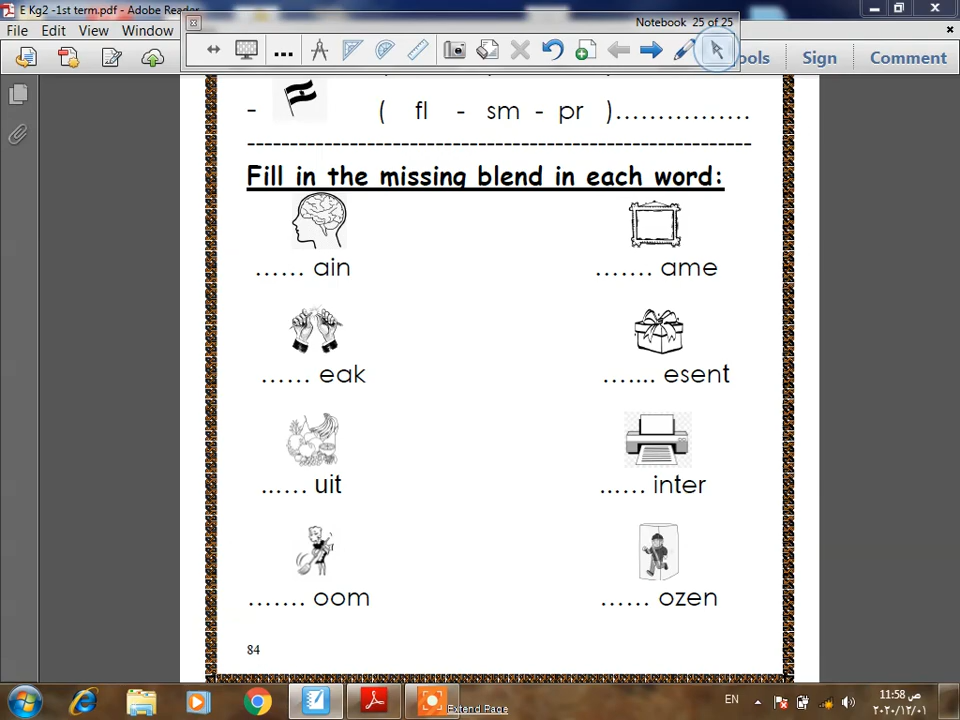 E Kg2 -1st term.pdf - Adobe Reader
Notebook 25 of 25
File Edit View Window
...ools Sign Comment
- ( fl - sm - pr )................
Fill in the missing blend in each word:
...... ain ....... ame
...... eak ....... esent
...... uit ...... inter
....... oom ...... ozen
84
EN
11:58 ص
Extend Page
٢٠٢٠/١٢/٠١